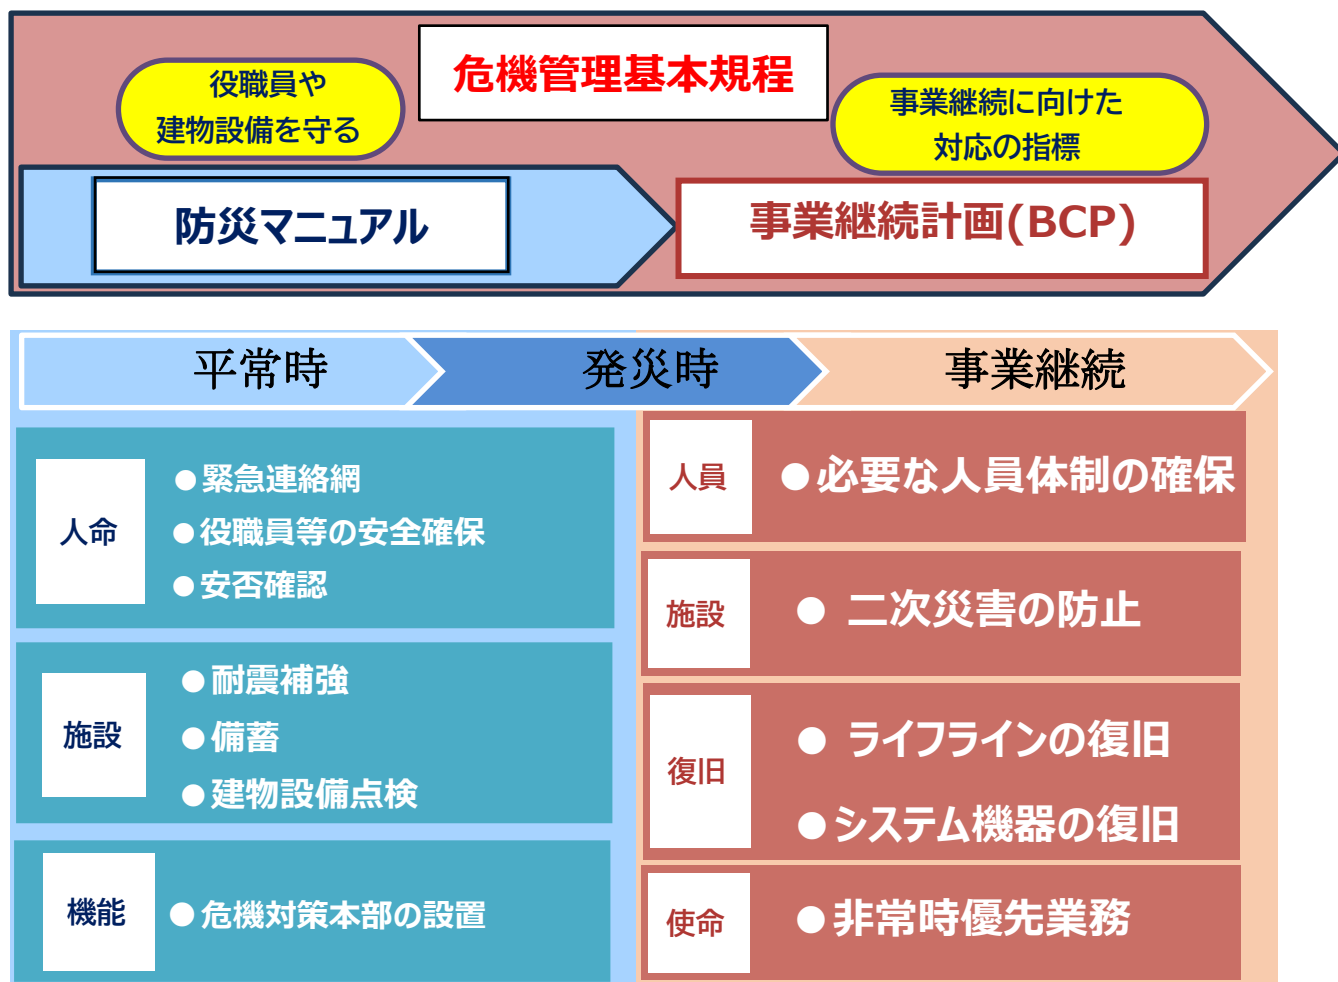 危機管理基本規程
役職員や
建物設備を守る
事業継続に向けた
対応の指標
防災マニュアル
事業継続計画(BCP)
平常時
発災時
事業継続
人命
●緊急連絡網
●役職員等の安全確保
●安否確認
施設
●耐震補強
●備蓄
●建物設備点検
機能
●危機対策本部の設置
人員
●必要な人員体制の確保
施設
● 二次災害の防止
復旧
● ライフラインの復旧
●システム機器の復旧
使命
●非常時優先業務